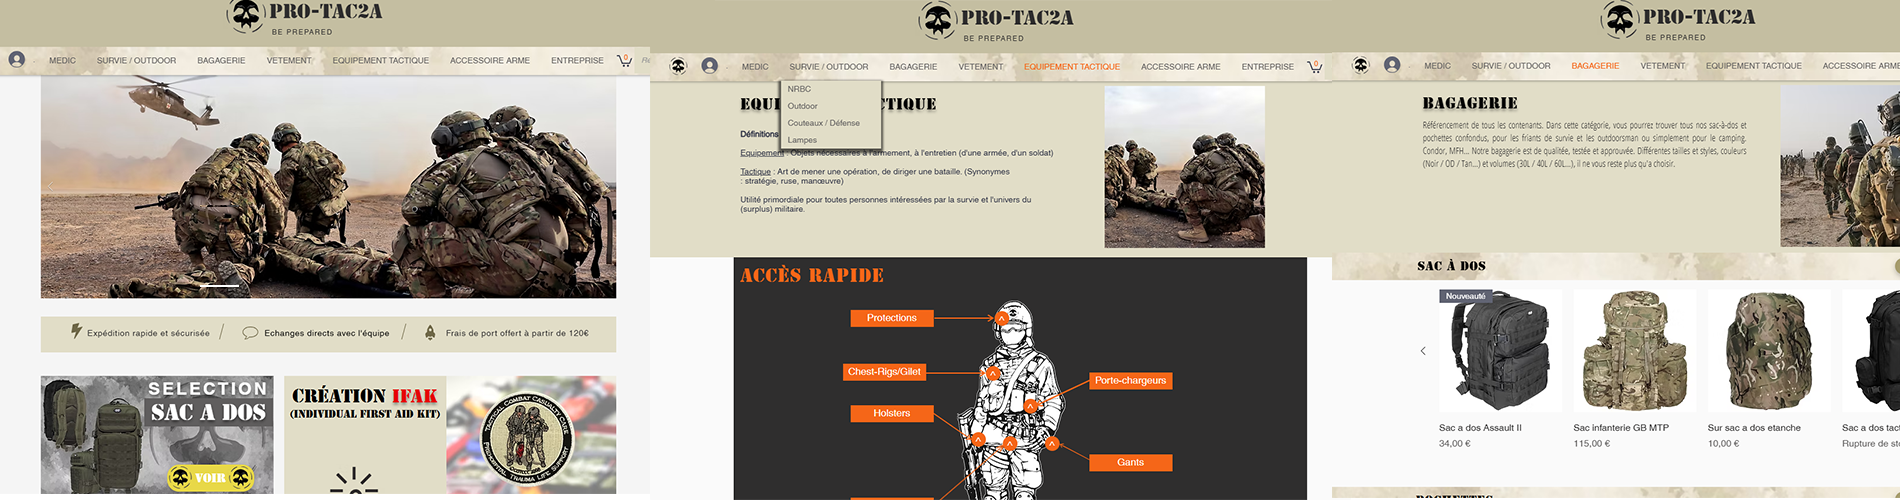 PRO-TAC2A
BE PREPARED
MEDIC SURVIE / OUTDOOR BAGAGERIE VETEMENT EQUIPEMENT TACTIQUE ACCESSOIRE ARME ENTREPRISE 0
Expédition rapide et sécurisée / Echanges directs avec l'équipe / Frais de port offert à partir de 120€
SELECTION
SAC A DOS
VOIR
CRÉATION IFAK
(INDIVIDUAL FIRST AID KIT)
TACTICAL COMBAT CASUALTY CARE
PREHOSPITAL TRAUMA LIFE SUPPORT
PRO-TAC2A
BE PREPARED
MEDIC SURVIE / OUTDOOR BAGAGERIE VETEMENT EQUIPEMENT TACTIQUE ACCESSOIRE ARME ENTREPRISE 0
NRBC
Outdoor
Couteaux / Défense
Lampes
EQUI CTIQUE
Définitions
Equipement : Objets nécessaires à l'armement, à l'entretien (d'une armée, d'un soldat)
Tactique : Art de mener une opération, de diriger une bataille. (Synonymes
: stratégie, ruse, manœuvre)
Utilité primordiale pour toutes personnes intéressées par la survie et l'univers du
(surplus) militaire.
ACCÈS RAPIDE
Protections
Chest-Rigs/Gilet
Porte-chargeurs
Holsters
Gants
PRO-TAC2A
BE PREPARED
MEDIC SURVIE / OUTDOOR BAGAGERIE VETEMENT EQUIPEMENT TACTIQUE ACCESSOIRE ARME
BAGAGERIE
Référencement de tous les contenants. Dans cette catégorie, vous pourrez trouver tous nos sac-à-dos et
pochettes confondus, pour les friants de survie et les outdoorsman ou simplement pour le camping.
Condor, MFH... Notre bagagerie est de qualitée, testée et approuvée. Différentes tailles et styles, couleurs
(Noir / OD / Tan...) et volumes (30L / 40L / 60L...), il ne vous reste plus qu'a choisir.
SAC À DOS
Nouveauté
Sac a dos Assault II
34,00 €
Sac infanterie GB MTP
115,00 €
Sur sac a dos etanche
10,00 €
Sac a dos tact
Rupture de sto